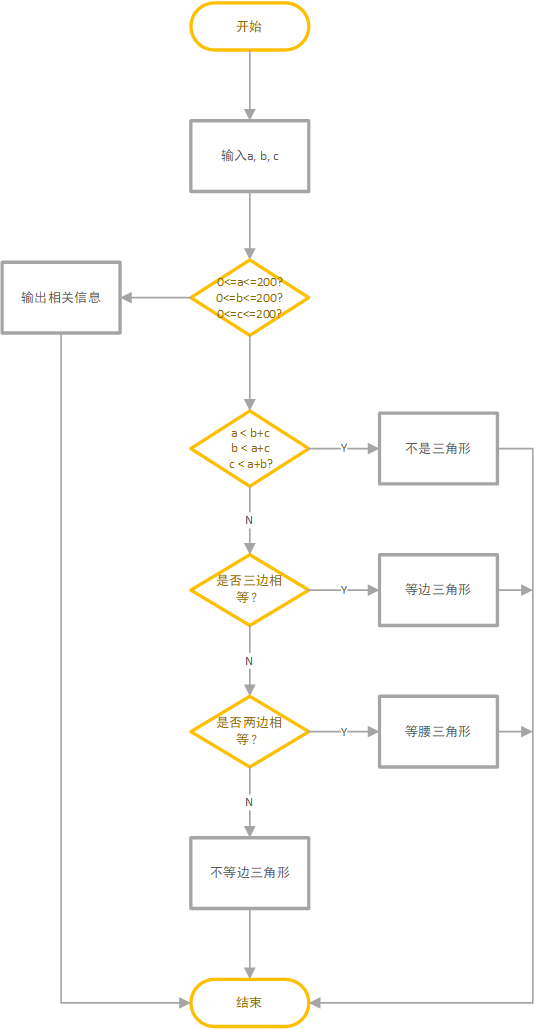 开始
输入a, b, c
0<=a<=200?
0<=b<=200?
0<=c<=200?
输出相关信息
a < b+c
b < a+c
c < a+b?
Y
不是三角形
N
是否三边相
等？
Y
等边三角形
N
是否两边相
等？
Y
等腰三角形
N
不等边三角形
结束